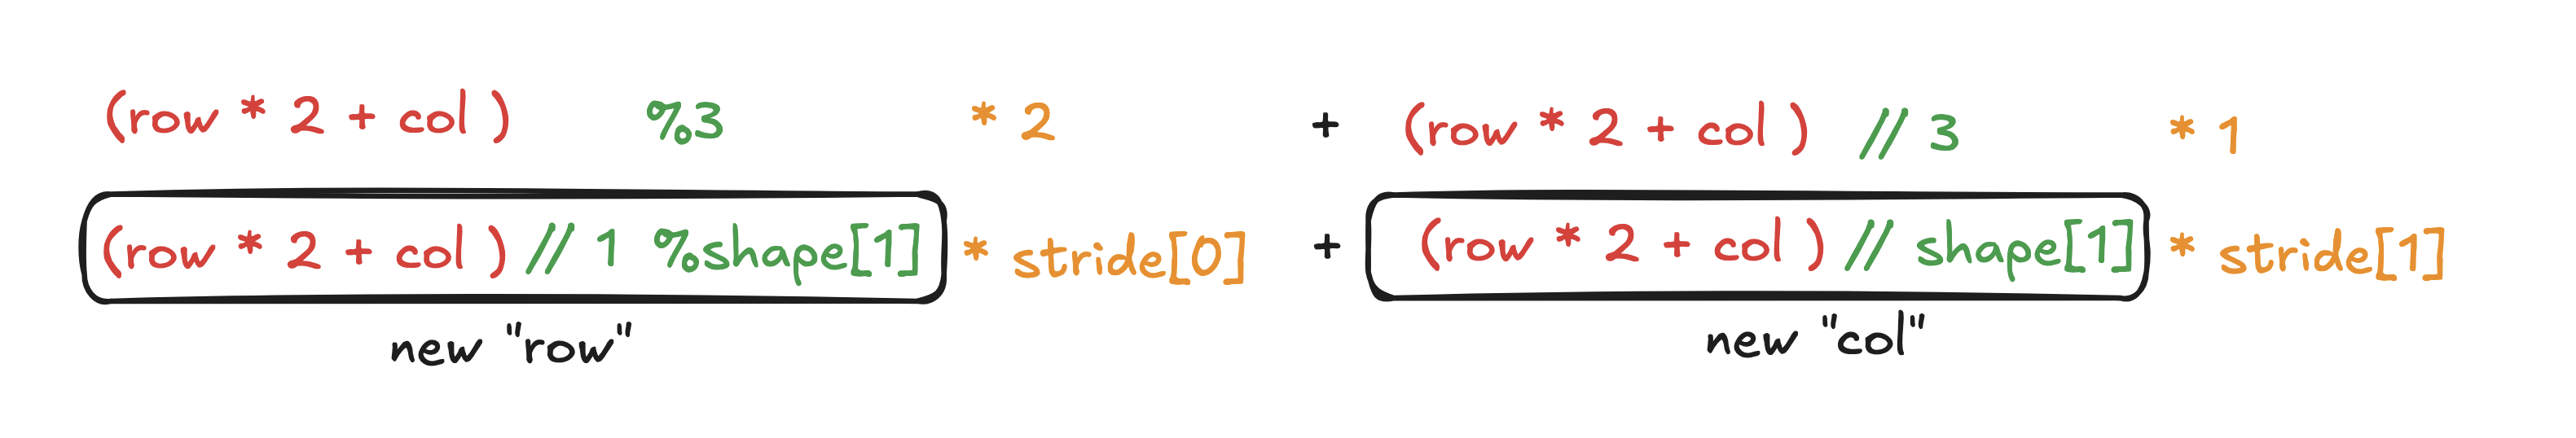 (row * 2 + col ) %3 * 2 + (row * 2 + col ) // 3 * 1
(row * 2 + col ) // 1 %shape[1] * stride[0] + (row * 2 + col ) // shape[1] * stride[1]
new "row" new "col"